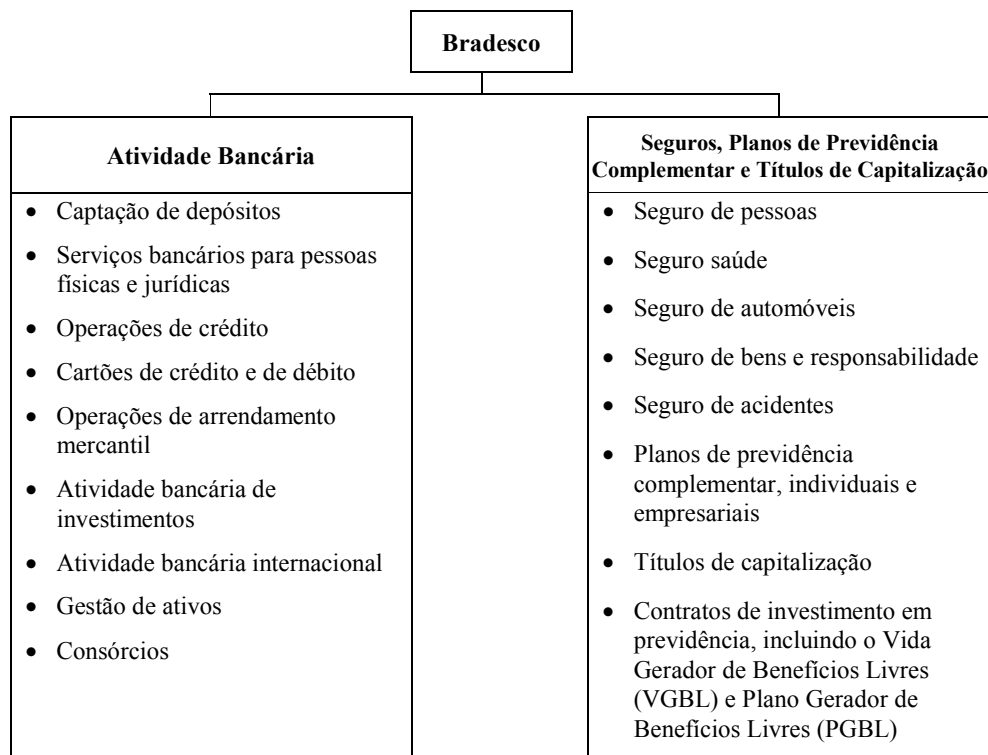 Bradesco
Atividade Bancária
• Captação de depósitos
• Serviços bancários para pessoas
físicas e jurídicas
• Operações de crédito
• Cartões de crédito e de débito
• Operações de arrendamento
mercantil
• Atividade bancária de
investimentos
• Atividade bancária internacional
• Gestão de ativos
• Consórcios
Seguros, Planos de Previdência
Complementar e Títulos de Capitalização
• Seguro de pessoas
• Seguro saúde
• Seguro de automóveis
• Seguro de bens e responsabilidade
• Seguro de acidentes
• Planos de previdência
complementar, individuais e
empresariais
• Títulos de capitalização
• Contratos de investimento em
previdência, incluindo o Vida
Gerador de Benefícios Livres
(VGBL) e Plano Gerador de
Benefícios Livres (PGBL)